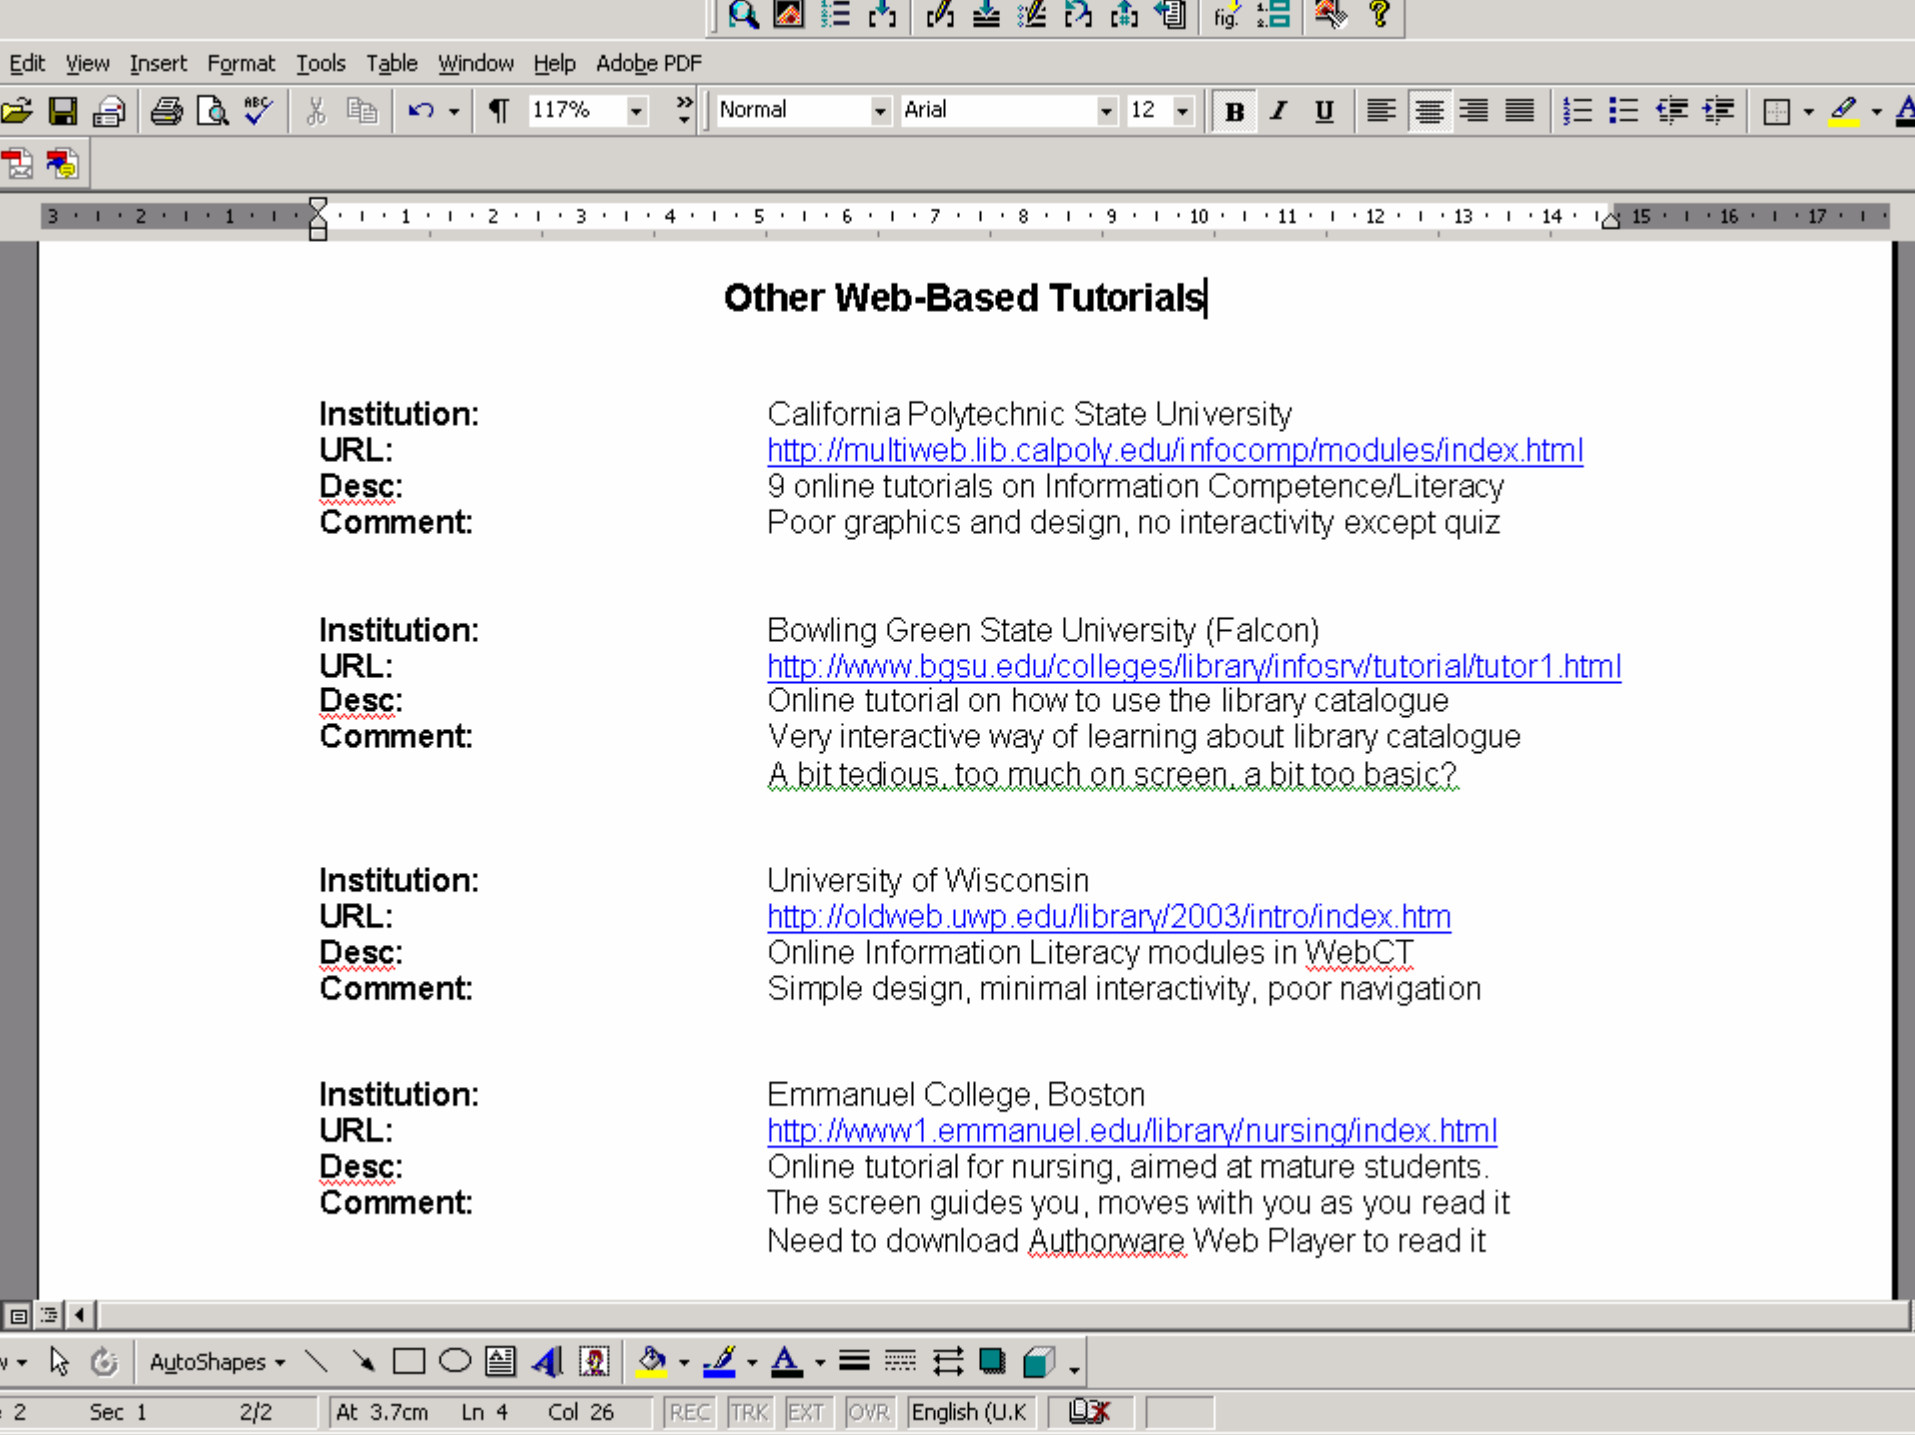 fig. 1.
2.
Edit View Insert Format Tools Table Window Help Adobe PDF
ABC ¶ 117% » Normal Arial 12 B I U A
3 2 1 1 2 3 4 5 6 7 8 9 10 11 12 13 14 15 16 17
Other Web-Based Tutorials
Institution: California Polytechnic State University
URL: http://multiweb.lib.calpoly.edu/infocomp/modules/index.html
Desc: 9 online tutorials on Information Competence/Literacy
Comment: Poor graphics and design, no interactivity except quiz
Institution: Bowling Green State University (Falcon)
URL: http://www.bgsu.edu/colleges/library/infosrv/tutorial/tutor1.html
Desc: Online tutorial on how to use the library catalogue
Comment: Very interactive way of learning about library catalogue
A bit tedious, too much on screen, a bit too basic?
Institution: University of Wisconsin
URL: http://oldweb.uwp.edu/library/2003/intro/index.htm
Desc: Online Information Literacy modules in WebCT
Comment: Simple design, minimal interactivity, poor navigation
Institution: Emmanuel College, Boston
URL: http://www1.emmanuel.edu/library/nursing/index.html
Desc: Online tutorial for nursing, aimed at mature students.
Comment: The screen guides you, moves with you as you read it
Need to download Authorware Web Player to read it
AutoShapes A A
2 Sec 1 2/2 At 3.7cm Ln 4 Col 26 REC TRK EXT OVR English (U.K